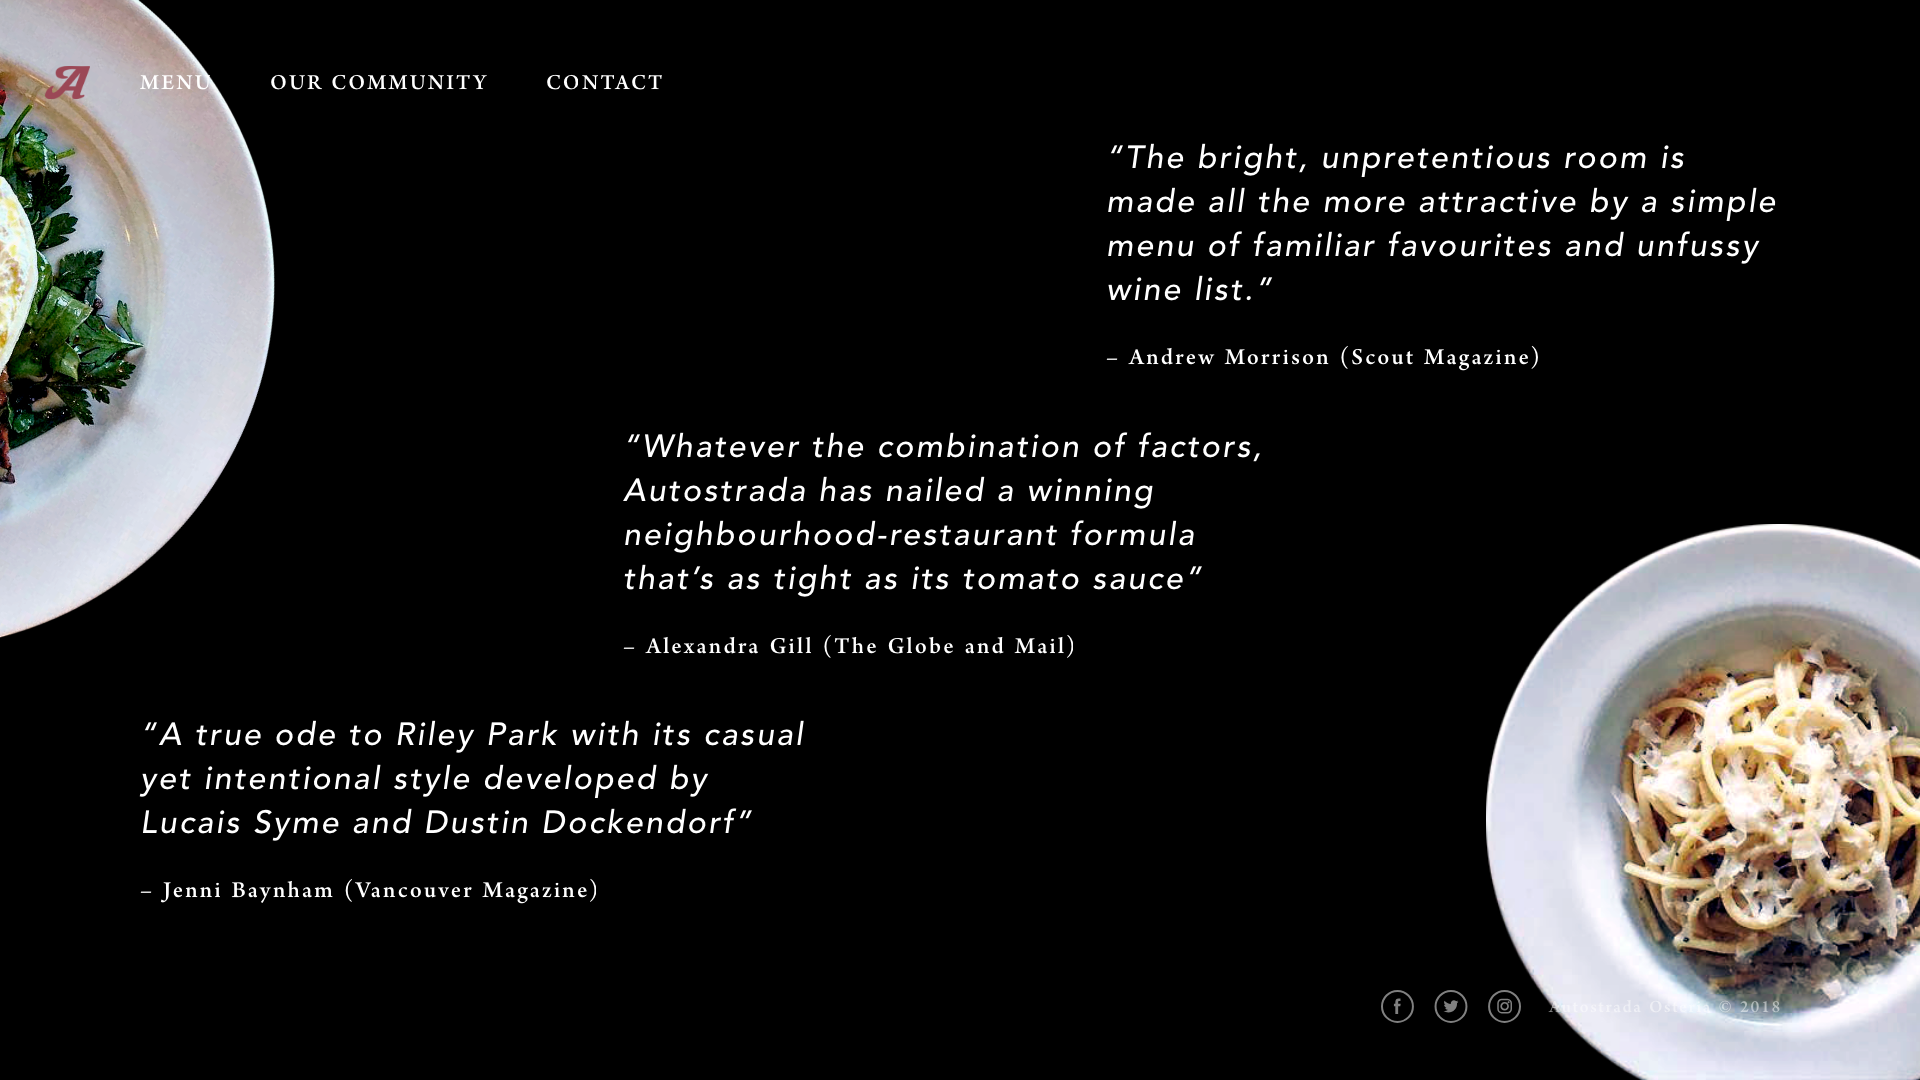 A
MENU
OUR COMMUNITY
CONTACT
“The bright, unpretentious room is
made all the more attractive by a simple
menu of familiar favourites and unfussy
wine list.”
– Andrew Morrison (Scout Magazine)
“Whatever the combination of factors,
Autostrada has nailed a winning
neighbourhood-restaurant formula
that’s as tight as its tomato sauce”
– Alexandra Gill (The Globe and Mail)
“A true ode to Riley Park with its casual
yet intentional style developed by
Lucais Syme and Dustin Dockendorf”
– Jenni Baynham (Vancouver Magazine)
Autostrada Osteria © 2018